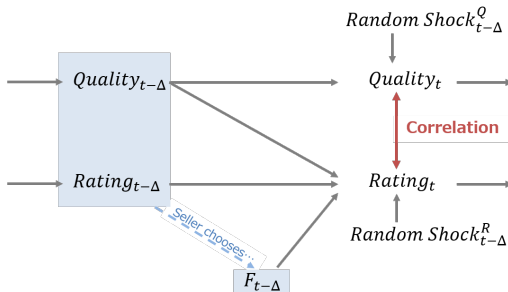 Random Shock^Q_{t-Δ}
Quality_{t-Δ}
Quality_t
Correlation
Rating_{t-Δ}
Rating_t
Seller chooses…
Random Shock^R_{t-Δ}
F_{t-Δ}